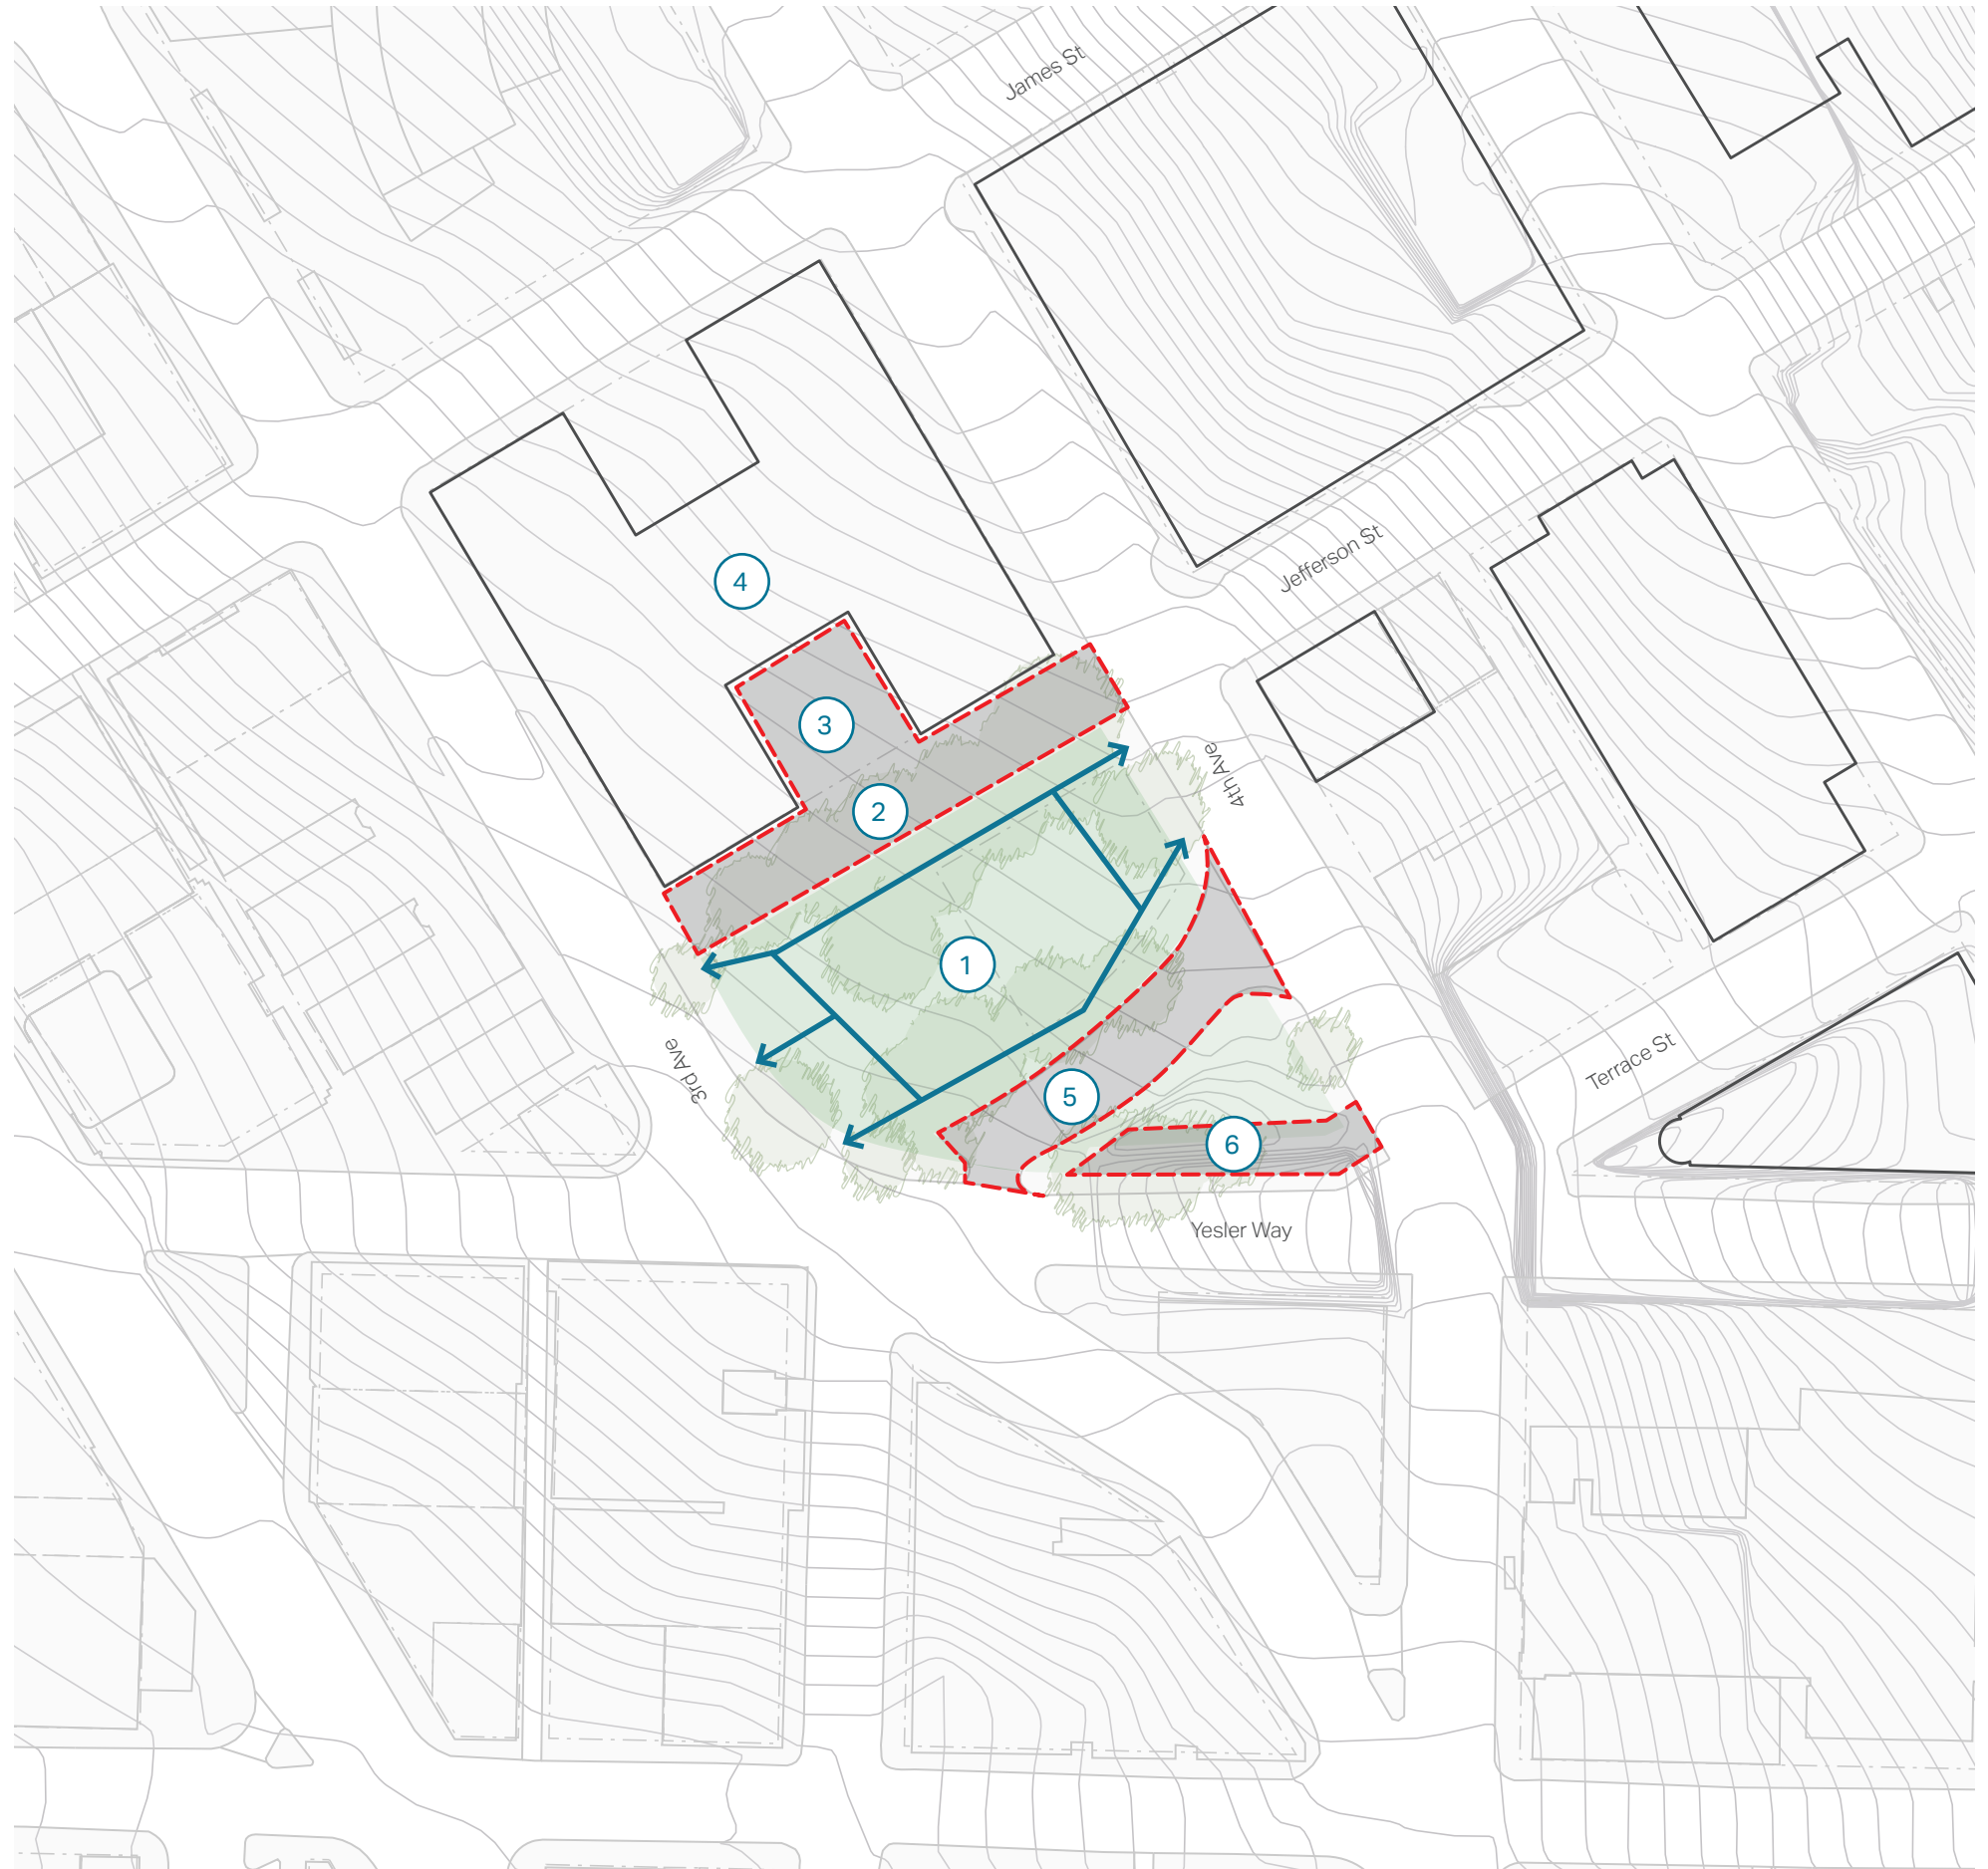 James St
Jefferson St
4
3
2
4th Ave
1
3rd Ave
5
6
Terrace St
Yesler Way